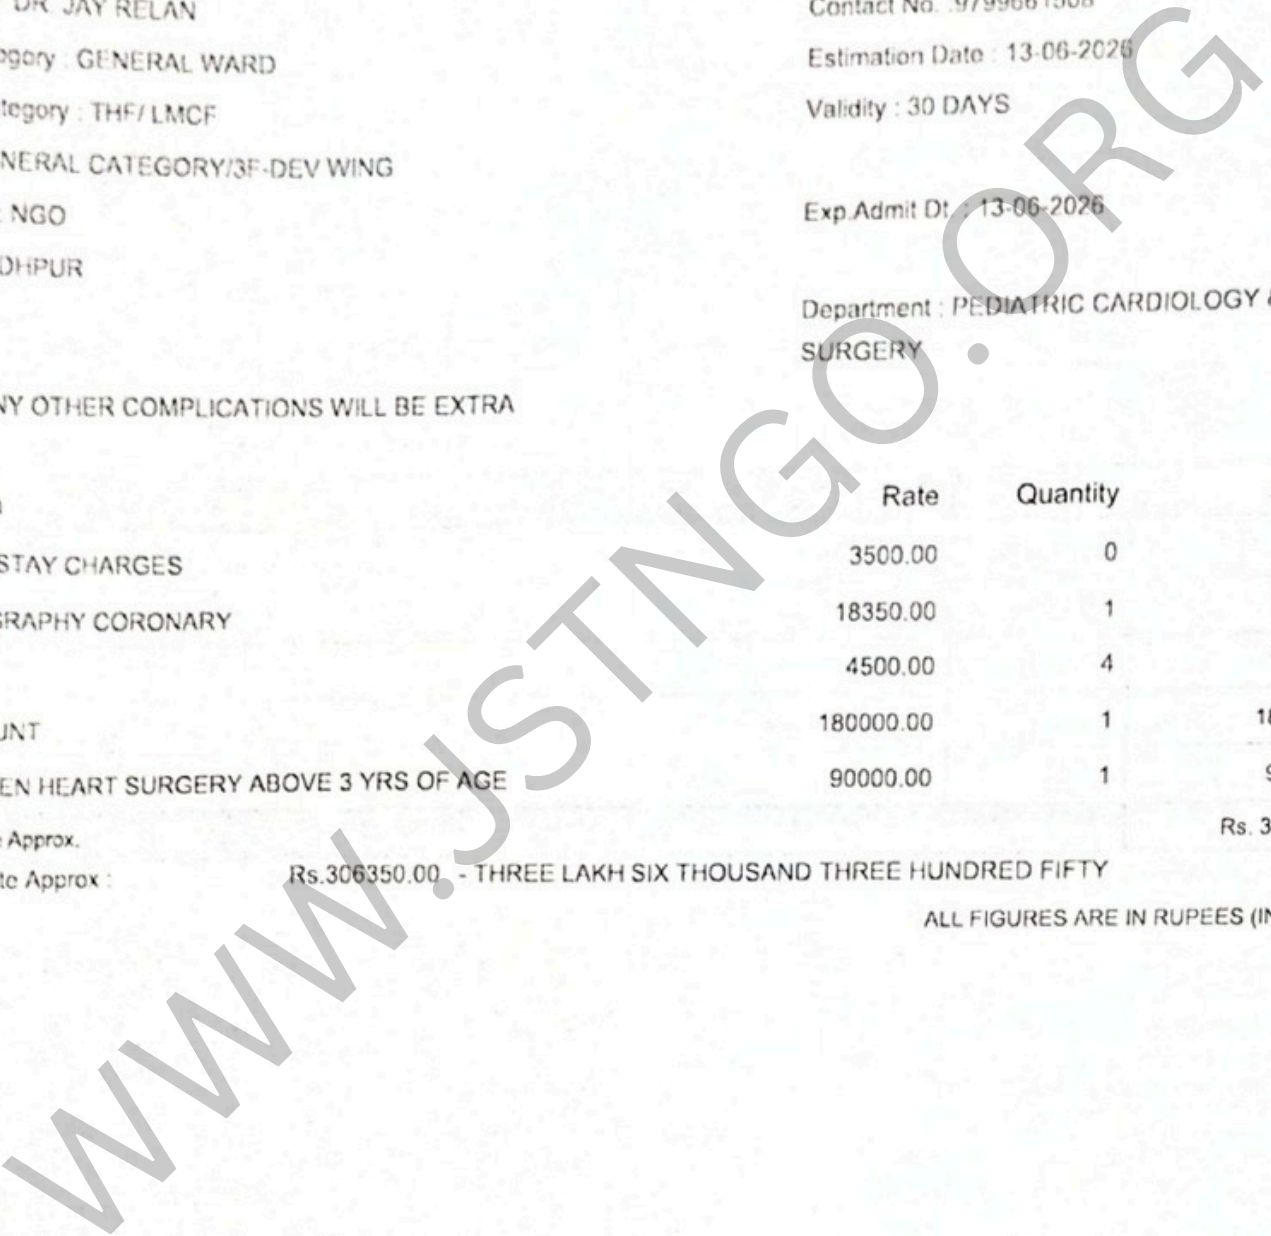 DR. JAY RELAN
Contact No. :9799661508
egory : GENERAL WARD
Estimation Date : 13-06-2026
tegory : THF/ LMCF
Validity : 30 DAYS
NERAL CATEGORY/3F-DEV WING
: NGO
Exp.Admit Dt. : 13-06-2026
DHPUR
Department : PEDIATRIC CARDIOLOGY &
SURGERY
NY OTHER COMPLICATIONS WILL BE EXTRA
Rate Quantity
STAY CHARGES 3500.00 0
GRAPHY CORONARY 18350.00 1
4500.00 4
UNT 180000.00 1 18
EN HEART SURGERY ABOVE 3 YRS OF AGE 90000.00 1 9
e Approx. Rs. 3
te Approx : Rs.306350.00 - THREE LAKH SIX THOUSAND THREE HUNDRED FIFTY
ALL FIGURES ARE IN RUPEES (IN
WWW.JSTNGO.ORG